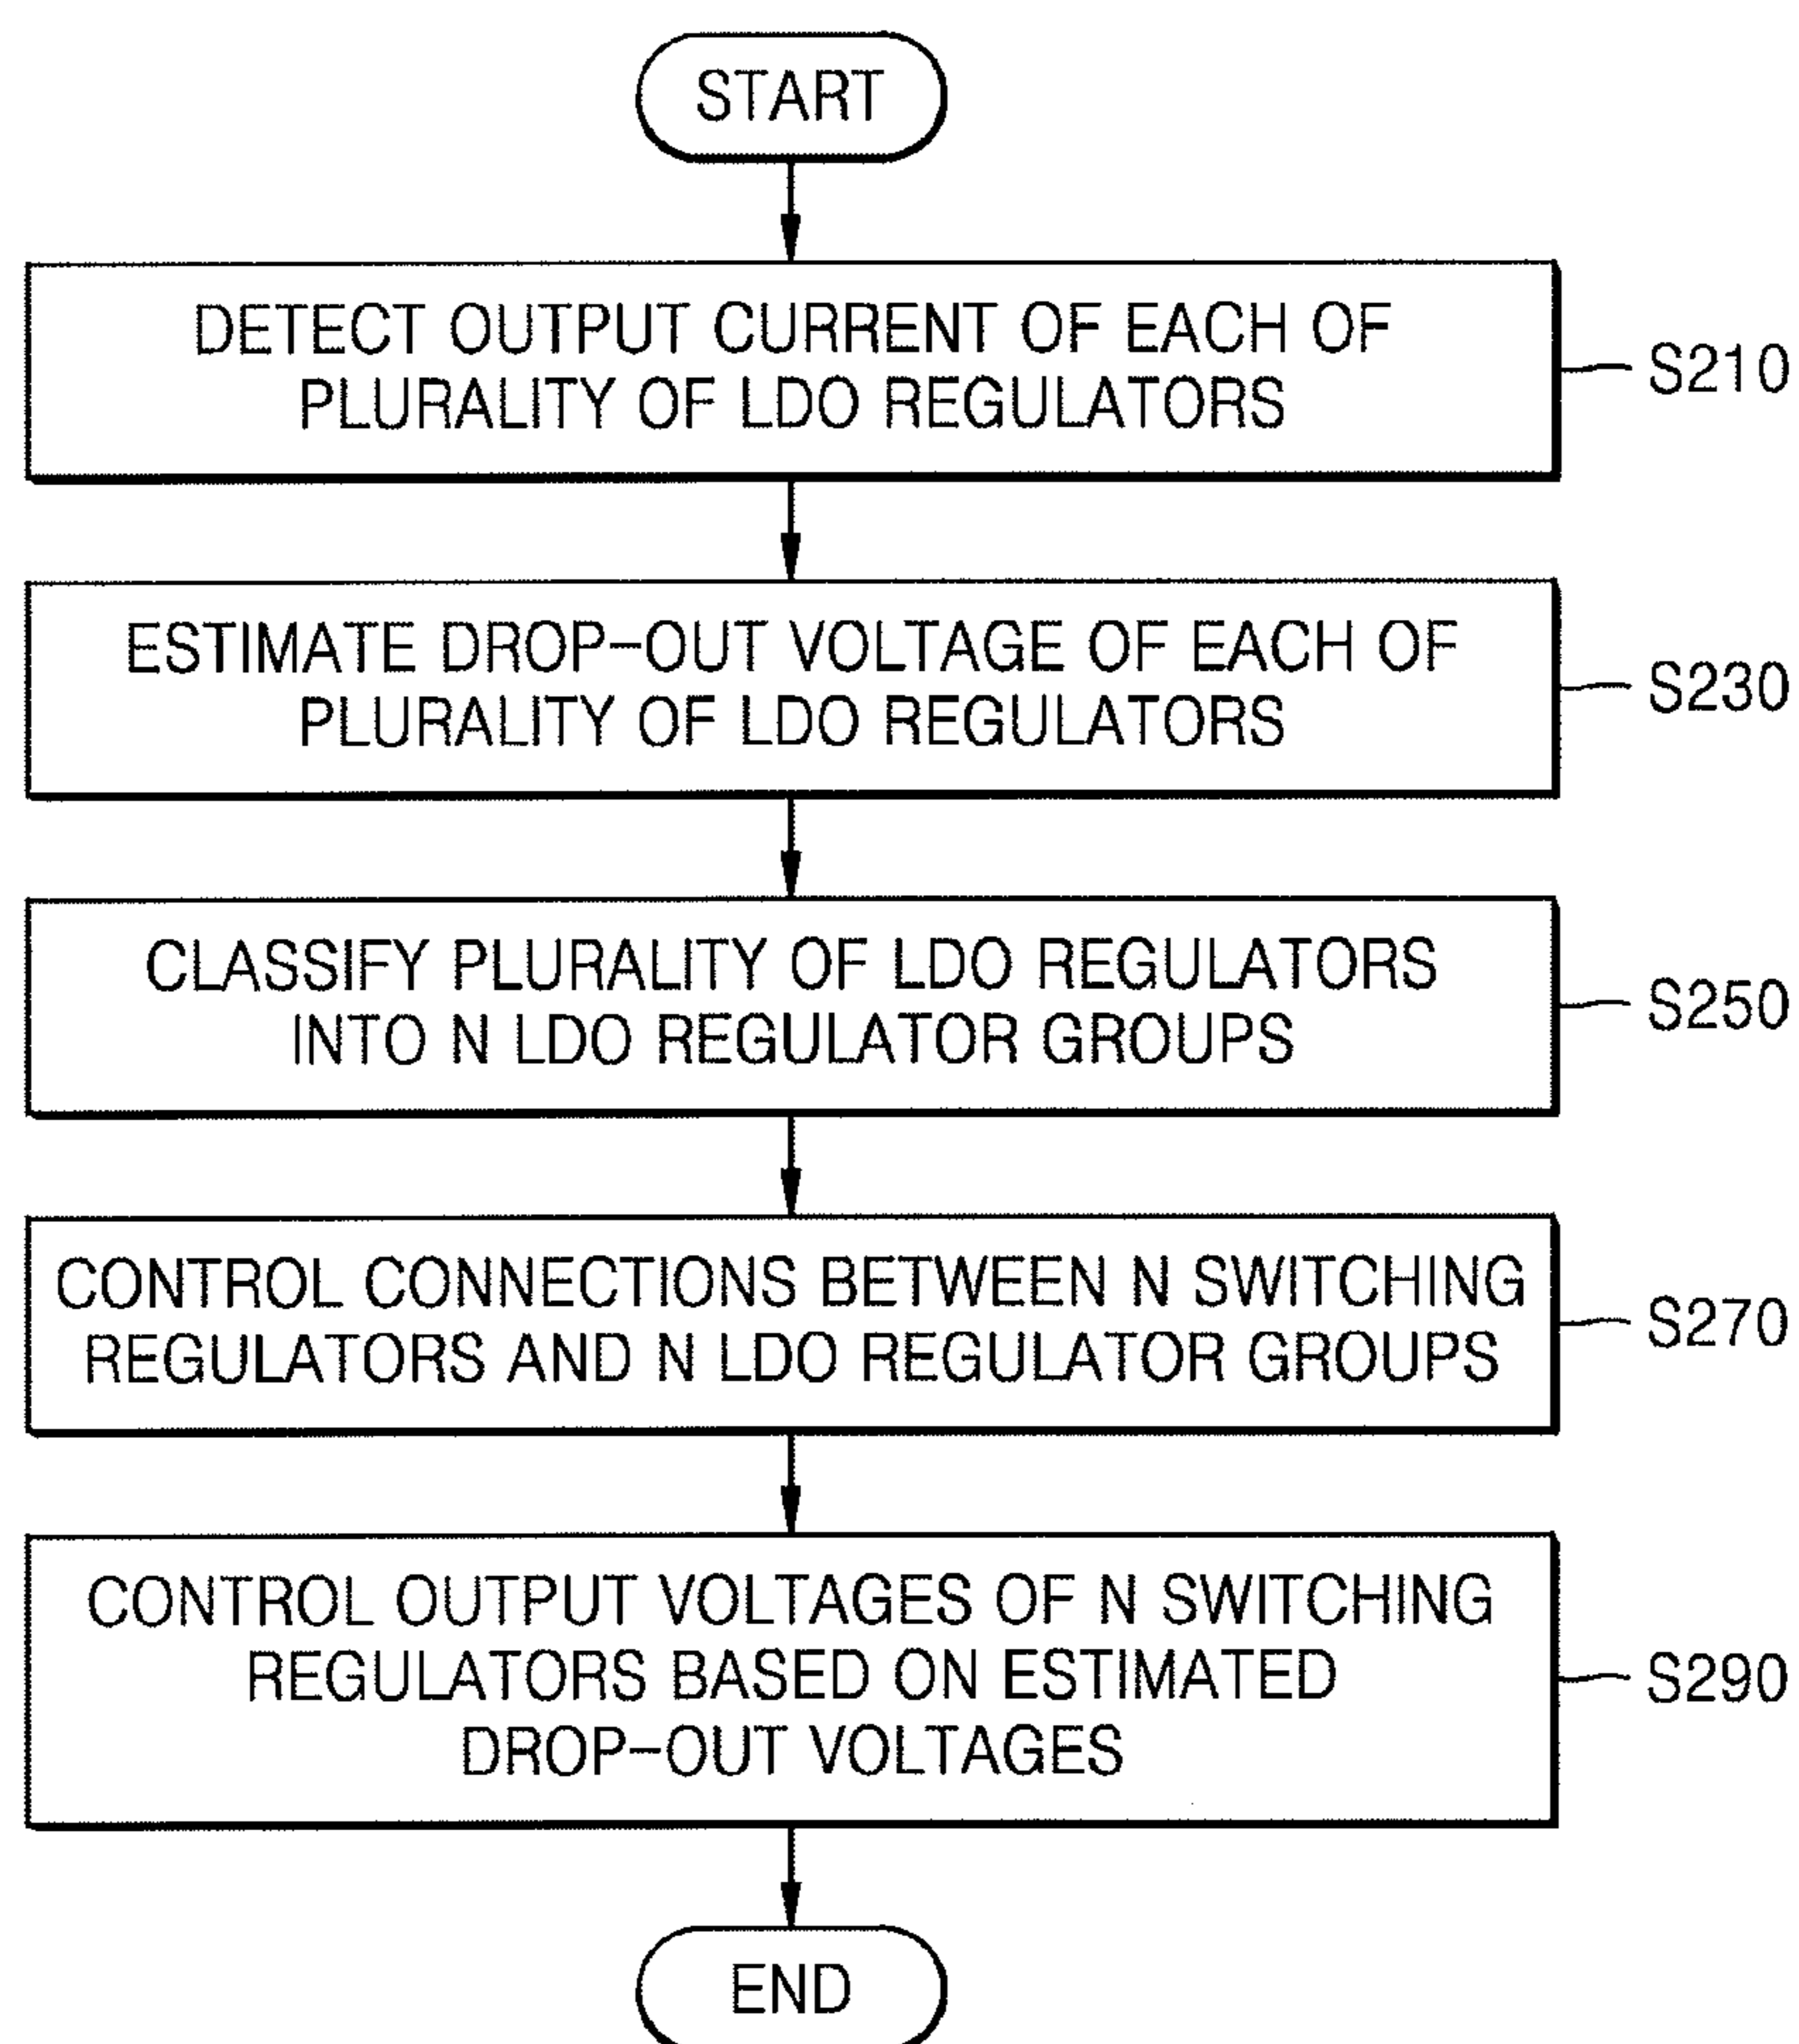 START
DETECT OUTPUT CURRENT OF EACH OF
PLURALITY OF LDO REGULATORS
S210
ESTIMATE DROP-OUT VOLTAGE OF EACH OF
PLURALITY OF LDO REGULATORS
S230
CLASSIFY PLURALITY OF LDO REGULATORS
INTO N LDO REGULATOR GROUPS
S250
CONTROL CONNECTIONS BETWEEN N SWITCHING
REGULATORS AND N LDO REGULATOR GROUPS
S270
CONTROL OUTPUT VOLTAGES OF N SWITCHING
REGULATORS BASED ON ESTIMATED
DROP-OUT VOLTAGES
S290
END